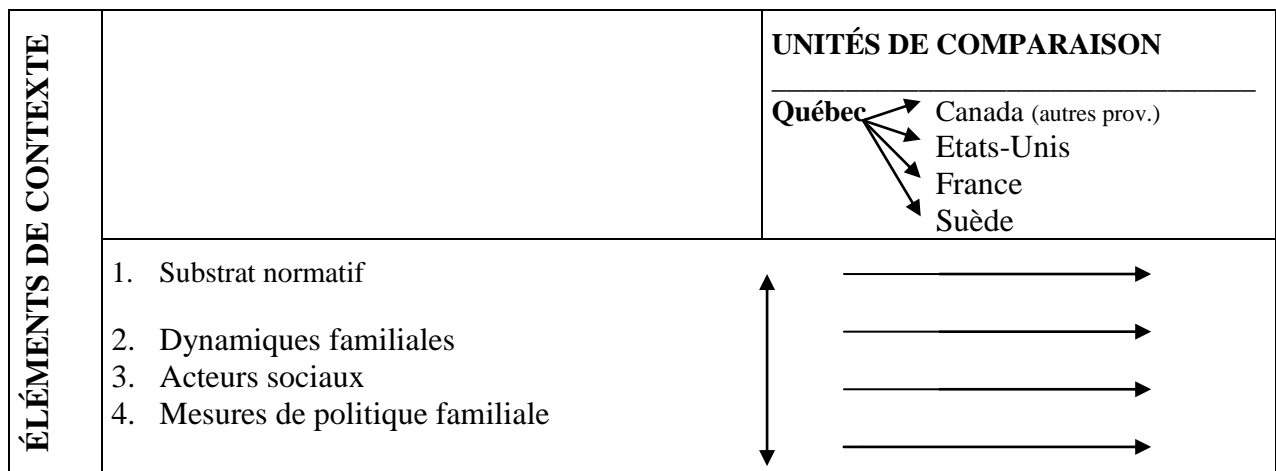 ÉLÉMENTS DE CONTEXTE
UNITÉS DE COMPARAISON
Québec
Canada (autres prov.)
Etats-Unis
France
Suède
1. Substrat normatif
2. Dynamiques familiales
3. Acteurs sociaux
4. Mesures de politique familiale